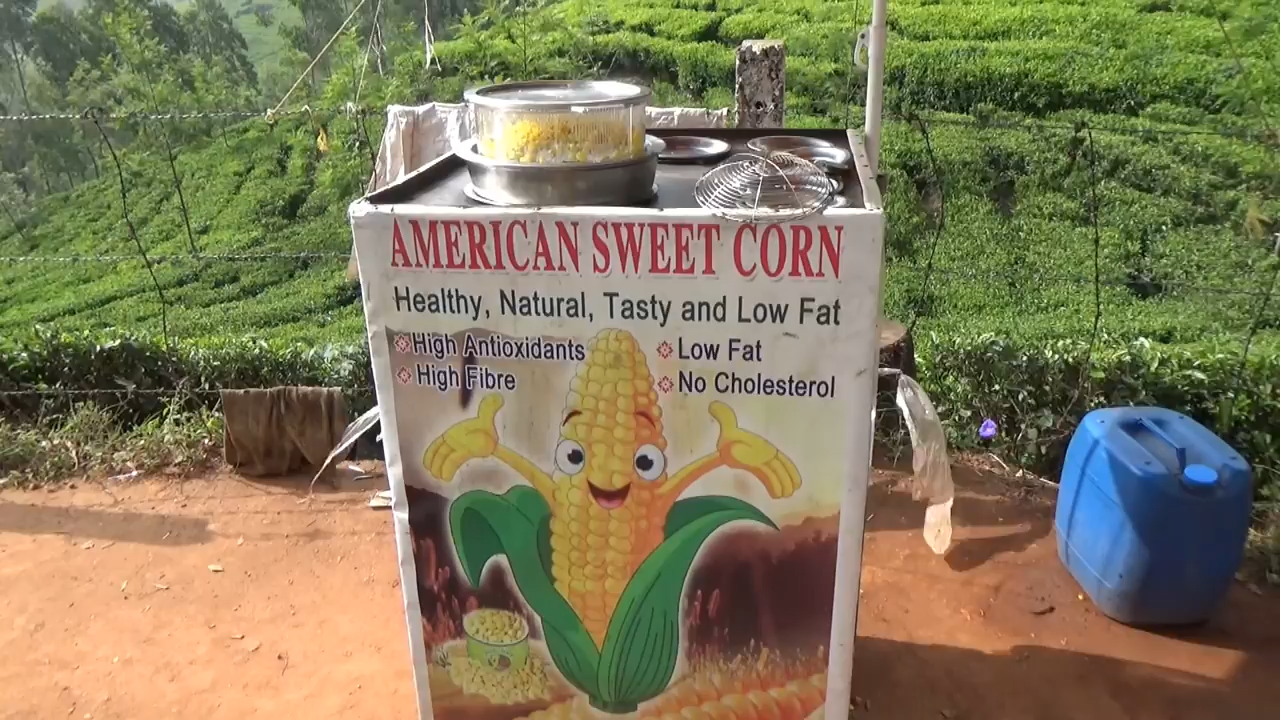 AMERICAN SWEET CORN
Healthy, Natural, Tasty and Low Fat
High Antioxidants
High Fibre
Low Fat
No Cholesterol